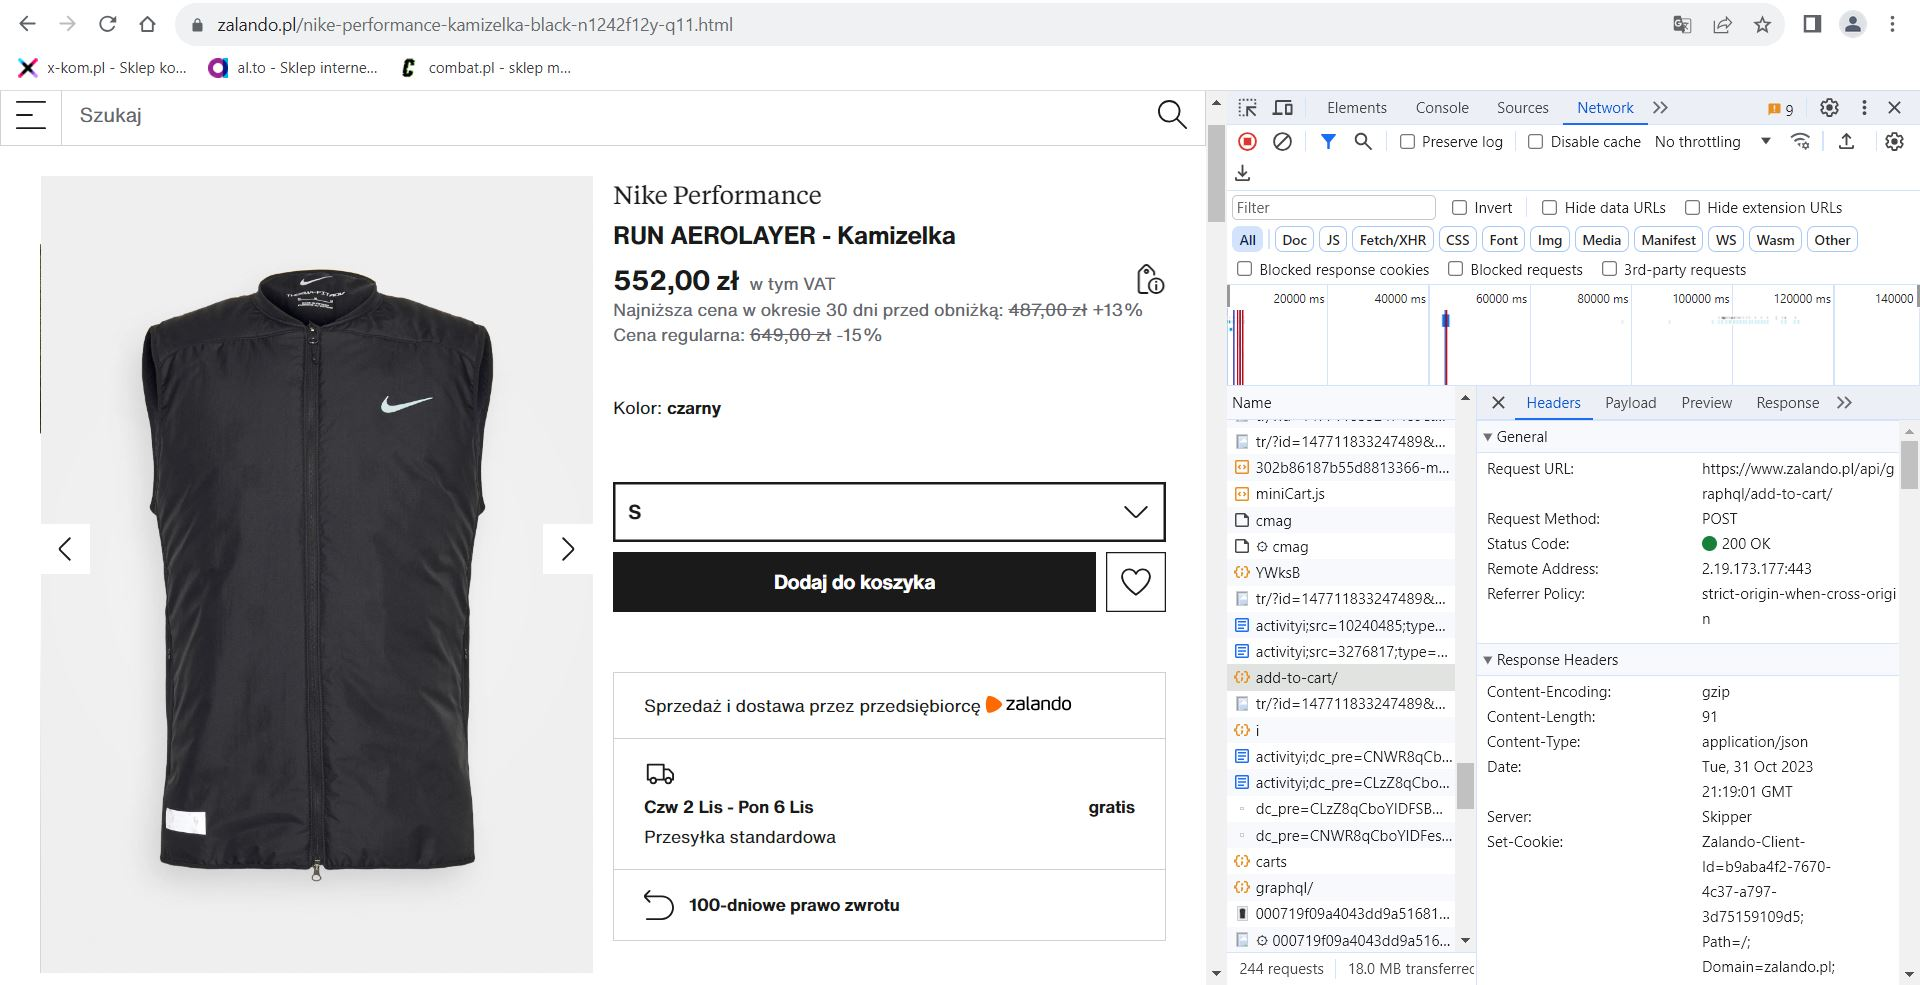 zalando.pl/nike-performance-kamizelka-black-n1242f12y-q11.html
x-kom.pl - Sklep ko...
al.to - Sklep interne...
combat.pl - sklep m...
Szukaj
Nike Performance
RUN AEROLAYER - Kamizelka
552,00 zł w tym VAT
Najniższa cena w okresie 30 dni przed obniżką: 487,00 zł +13%
Cena regularna: 649,00 zł -15%
Kolor: czarny
S
Dodaj do koszyka
Sprzedaż i dostawa przez przedsiębiorcę zalando
Czw 2 Lis - Pon 6 Lis gratis
Przesyłka standardowa
100-dniowe prawo zwrotu
Elements Console Sources Network 9
Preserve log Disable cache No throttling
Filter Invert Hide data URLs Hide extension URLs
All Doc JS Fetch/XHR CSS Font Img Media Manifest WS Wasm Other
Blocked response cookies Blocked requests 3rd-party requests
20000 ms 40000 ms 60000 ms 80000 ms 100000 ms 120000 ms 140000
Name
tr/?id=147711833247489&...
302b86187b55d8813366-m...
miniCart.js
cmag
cmag
YWksB
tr/?id=147711833247489&...
activityi;src=10240485;type...
activityi;src=3276817;type=...
add-to-cart/
tr/?id=147711833247489&...
i
activityi;dc_pre=CNWR8qCb...
activityi;dc_pre=CLzZ8qCbo...
dc_pre=CLzZ8qCboYIDFSB...
dc_pre=CNWR8qCboYIDFes...
carts
graphql/
000719f09a4043dd9a51681...
000719f09a4043dd9a516...
244 requests 18.0 MB transferred
Headers Payload Preview Response
General
Request URL: https://www.zalando.pl/api/g
raphql/add-to-cart/
Request Method: POST
Status Code: 200 OK
Remote Address: 2.19.173.177:443
Referrer Policy: strict-origin-when-cross-origi
n
Response Headers
Content-Encoding: gzip
Content-Length: 91
Content-Type: application/json
Date: Tue, 31 Oct 2023
21:19:01 GMT
Server: Skipper
Set-Cookie: Zalando-Client-
Id=b9aba4f2-7670-
4c37-a797-
3d75159109d5;
Path=/;
Domain=zalando.pl;